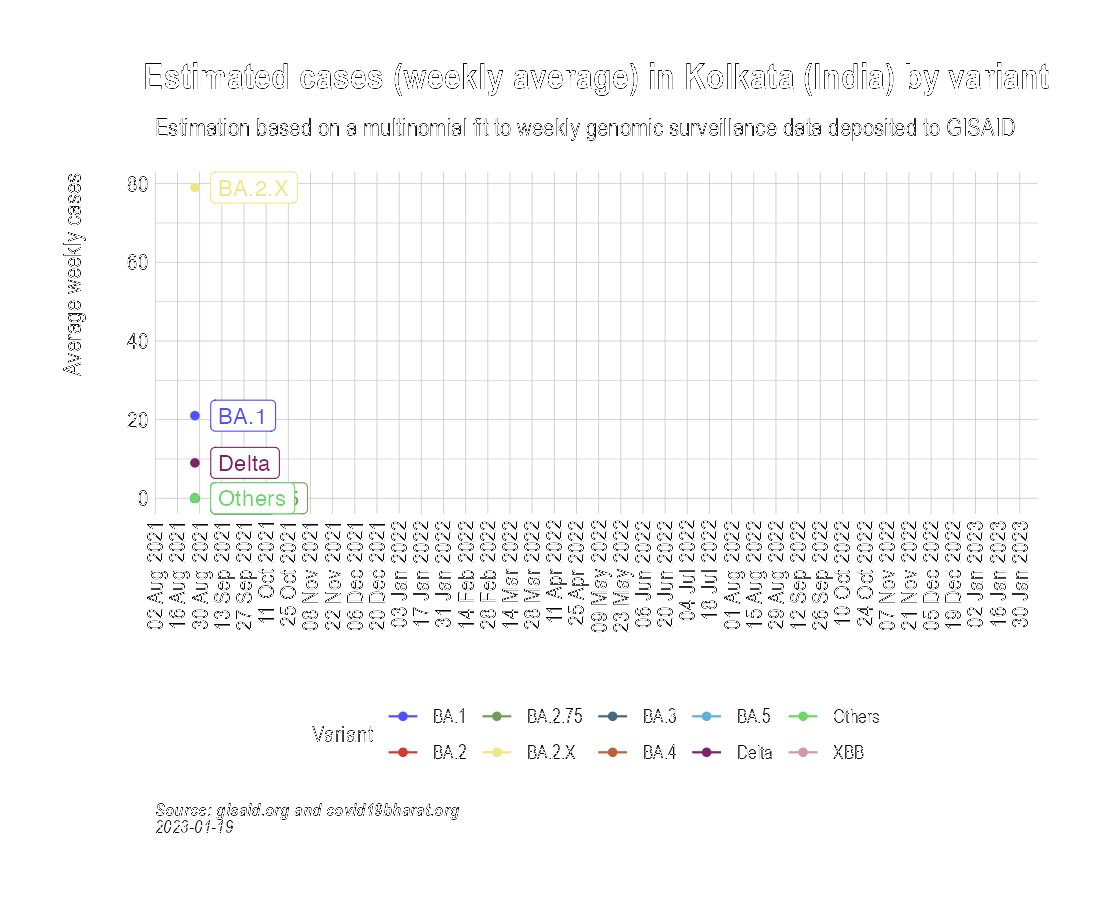 Estimated cases (weekly average) in Kolkata (India) by variant
Estimation based on a multinomial fit to weekly genomic surveillance data deposited to GISAID
Average weekly cases
80
60
40
20
0
BA.2.X
BA.1
Delta
Others
5
02 Aug 2021
16 Aug 2021
30 Aug 2021
13 Sep 2021
27 Sep 2021
11 Oct 2021
25 Oct 2021
08 Nov 2021
22 Nov 2021
06 Dec 2021
20 Dec 2021
03 Jan 2022
17 Jan 2022
31 Jan 2022
14 Feb 2022
28 Feb 2022
14 Mar 2022
28 Mar 2022
11 Apr 2022
25 Apr 2022
09 May 2022
23 May 2022
06 Jun 2022
20 Jun 2022
04 Jul 2022
18 Jul 2022
01 Aug 2022
15 Aug 2022
29 Aug 2022
12 Sep 2022
26 Sep 2022
10 Oct 2022
24 Oct 2022
07 Nov 2022
21 Nov 2022
05 Dec 2022
19 Dec 2022
02 Jan 2023
16 Jan 2023
30 Jan 2023
Variant
BA.1 BA.2.75 BA.3 BA.5 Others
BA.2 BA.2.X BA.4 Delta XBB
Source: gisaid.org and covid19bharat.org
2023-01-19